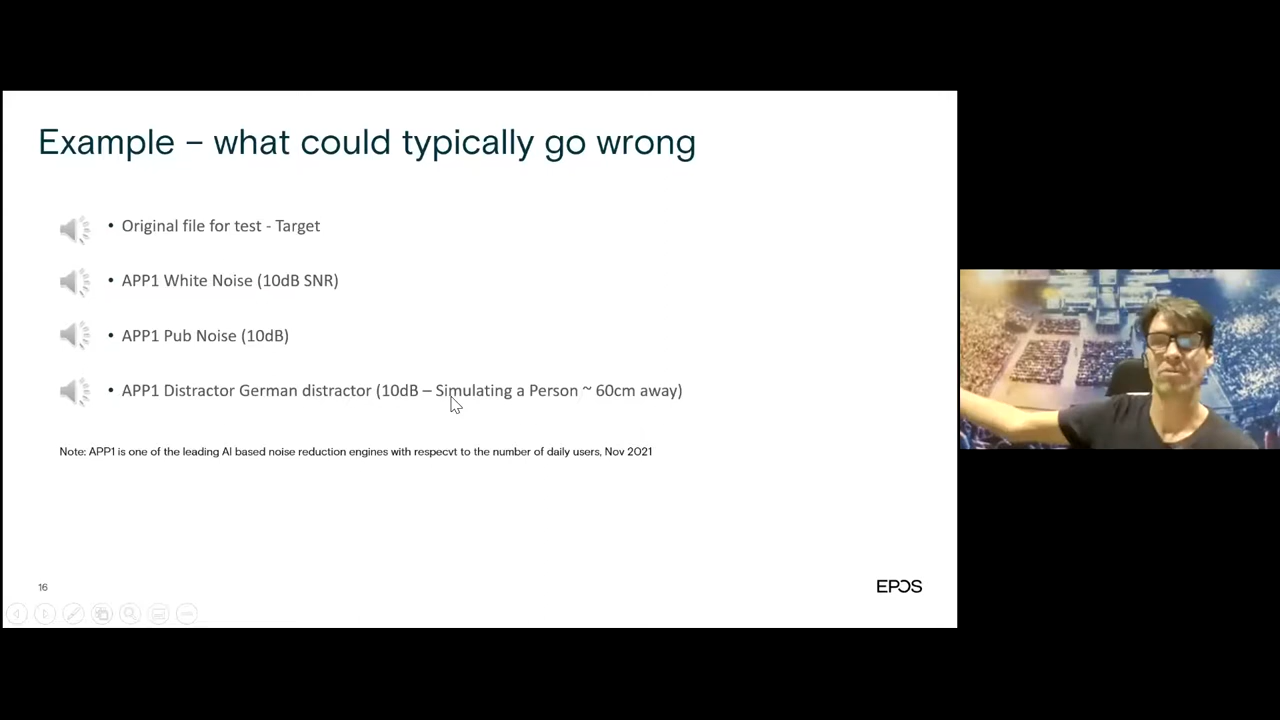 Example – what could typically go wrong
• Original file for test - Target
• APP1 White Noise (10dB SNR)
• APP1 Pub Noise (10dB)
• APP1 Distractor German distractor (10dB – Simulating a Person ~ 60cm away)
Note: APP1 is one of the leading AI based noise reduction engines with respecvt to the number of daily users, Nov 2021
16
EPOS